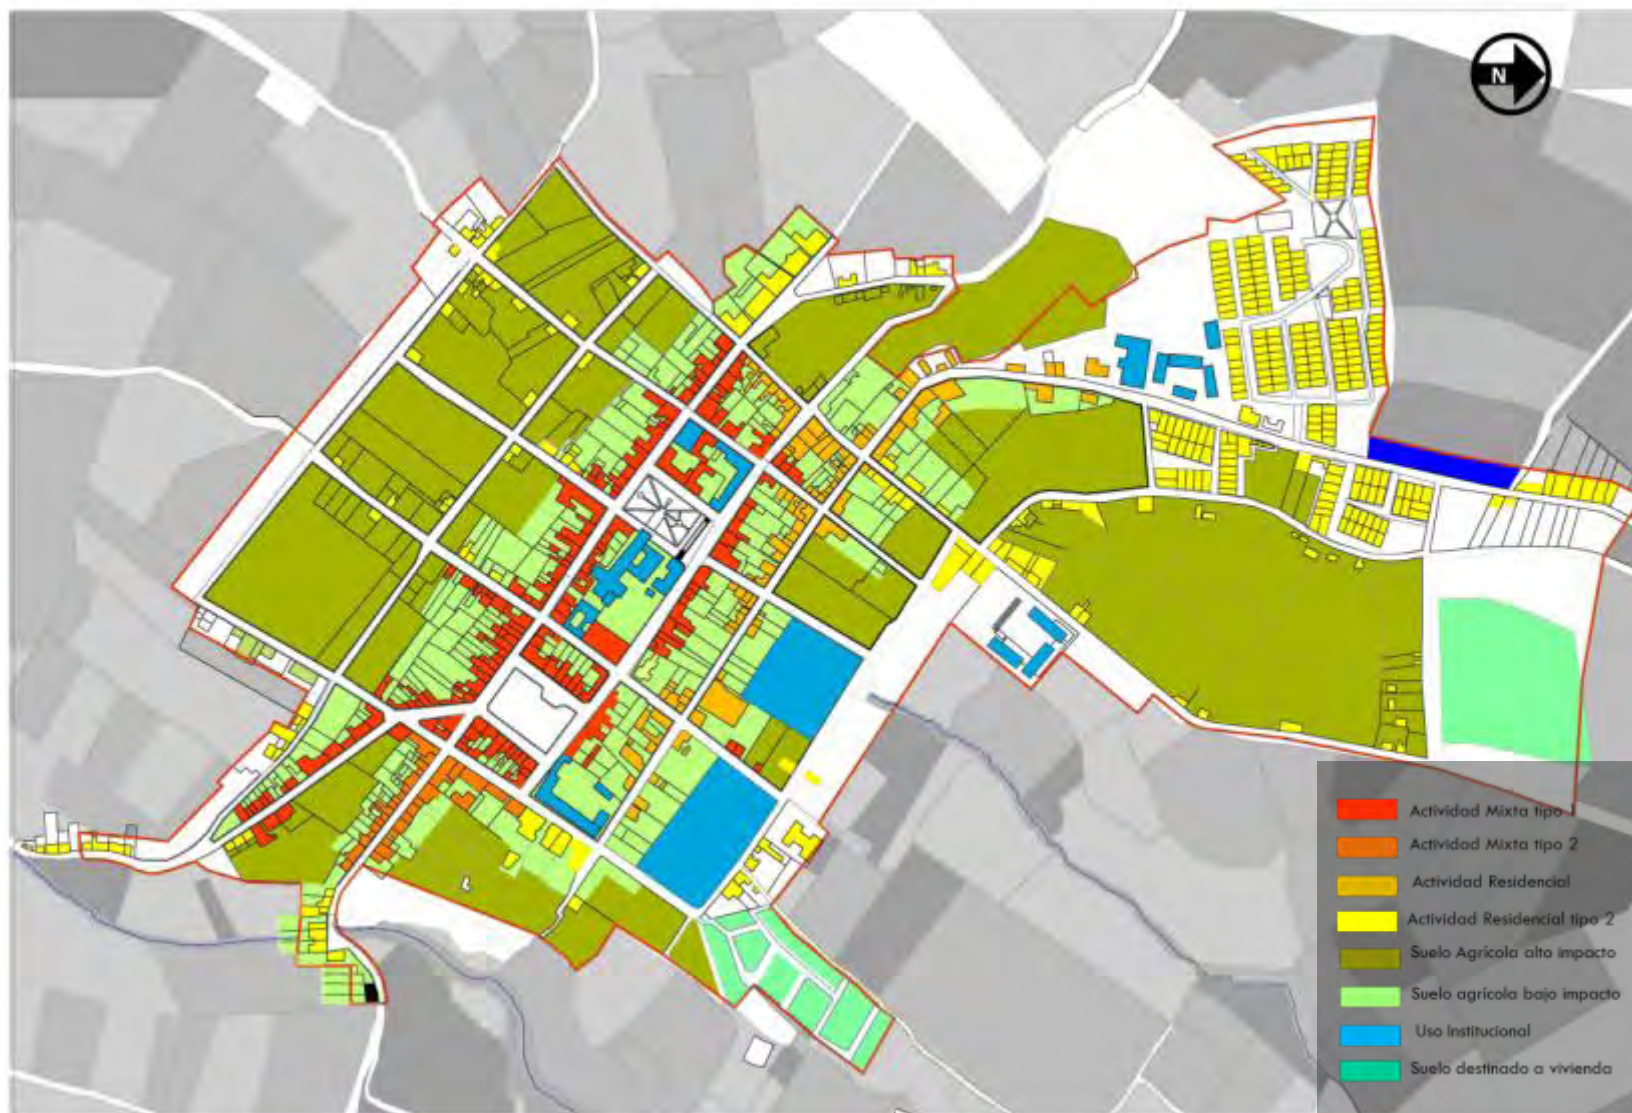 N
Actividad Mixta tipo 1
Actividad Mixta tipo 2
Actividad Residencial
Actividad Residencial tipo 2
Suelo Agrícola alto impacto
Suelo agrícola bajo impacto
Uso Institucional
Suelo destinado a vivienda